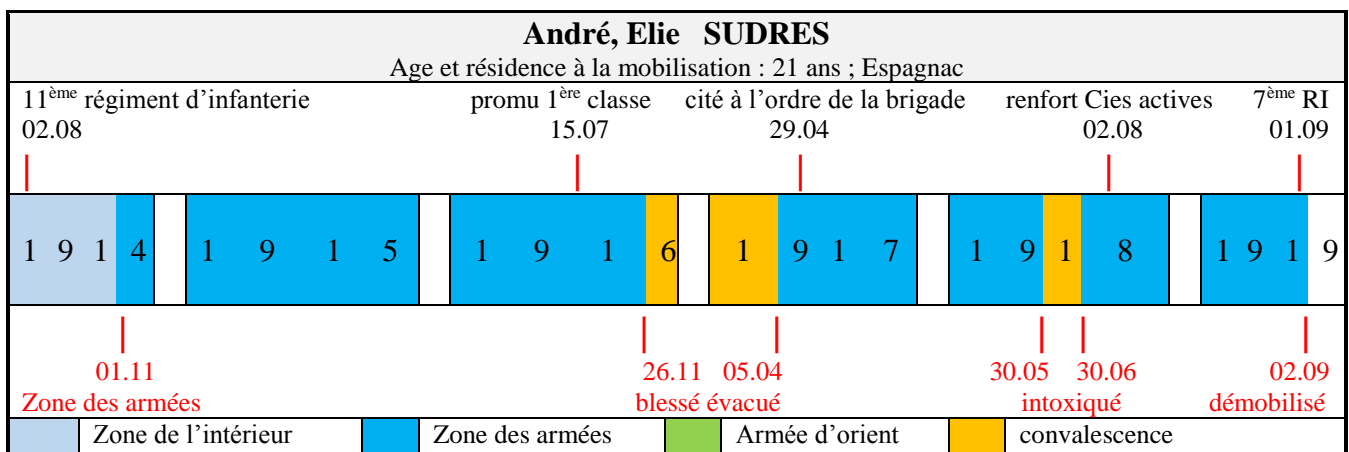 André, Elie SUDRES
Age et résidence à la mobilisation : 21 ans ; Espagnac
11ème régiment d'infanterie promu 1ère classe cité à l'ordre de la brigade renfort Cies actives 7ème RI
02.08 15.07 29.04 02.08 01.09
1 9 1 4 1 9 1 5 1 9 1 6 1 9 1 7 1 9 1 8 1 9 1 9
01.11 26.11 05.04 30.05 30.06 02.09
Zone des armées blessé évacué intoxiqué démobilisé
Zone de l'intérieur Zone des armées Armée d'orient convalescence